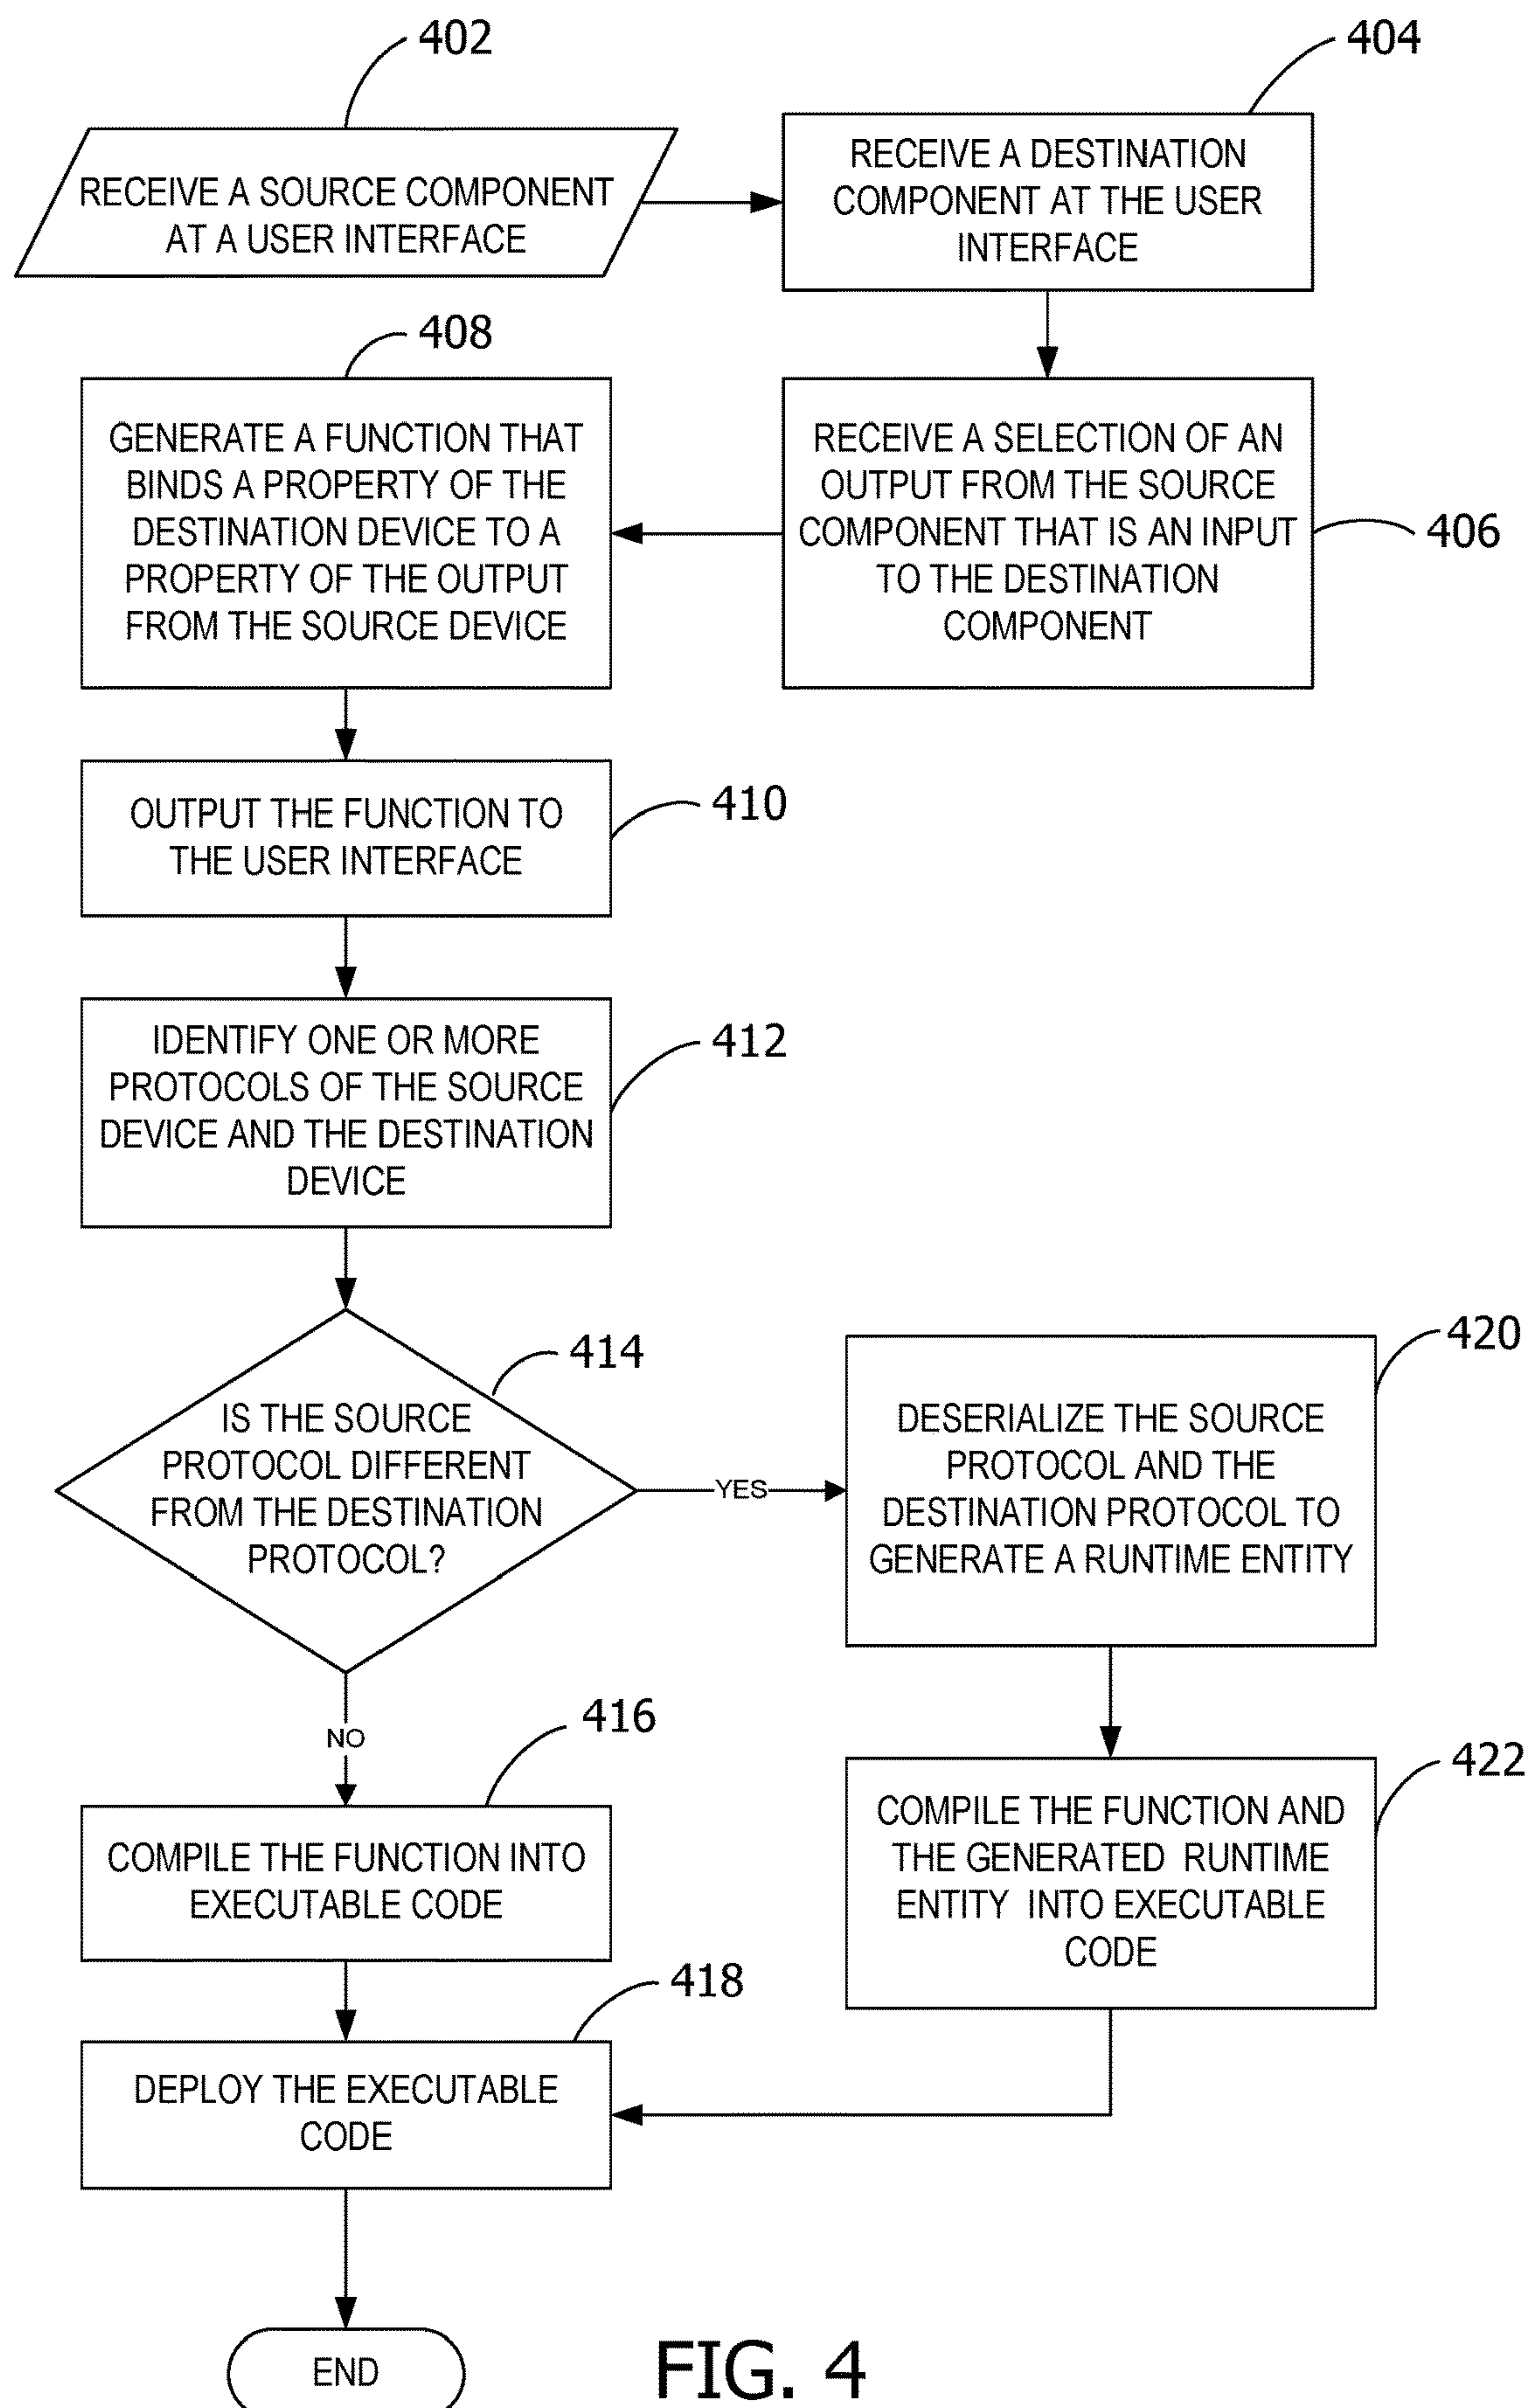 402
RECEIVE A SOURCE COMPONENT
AT A USER INTERFACE
404
RECEIVE A DESTINATION
COMPONENT AT THE USER
INTERFACE
406
RECEIVE A SELECTION OF AN
OUTPUT FROM THE SOURCE
COMPONENT THAT IS AN INPUT
TO THE DESTINATION
COMPONENT
408
GENERATE A FUNCTION THAT
BINDS A PROPERTY OF THE
DESTINATION DEVICE TO A
PROPERTY OF THE OUTPUT
FROM THE SOURCE DEVICE
410
OUTPUT THE FUNCTION TO
THE USER INTERFACE
412
IDENTIFY ONE OR MORE
PROTOCOLS OF THE SOURCE
DEVICE AND THE DESTINATION
DEVICE
414
IS THE SOURCE
PROTOCOL DIFFERENT
FROM THE DESTINATION
PROTOCOL?
YES
420
DESERIALIZE THE SOURCE
PROTOCOL AND THE
DESTINATION PROTOCOL TO
GENERATE A RUNTIME ENTITY
NO
416
COMPILE THE FUNCTION INTO
EXECUTABLE CODE
422
COMPILE THE FUNCTION AND
THE GENERATED RUNTIME
ENTITY INTO EXECUTABLE
CODE
418
DEPLOY THE EXECUTABLE
CODE
END
FIG. 4